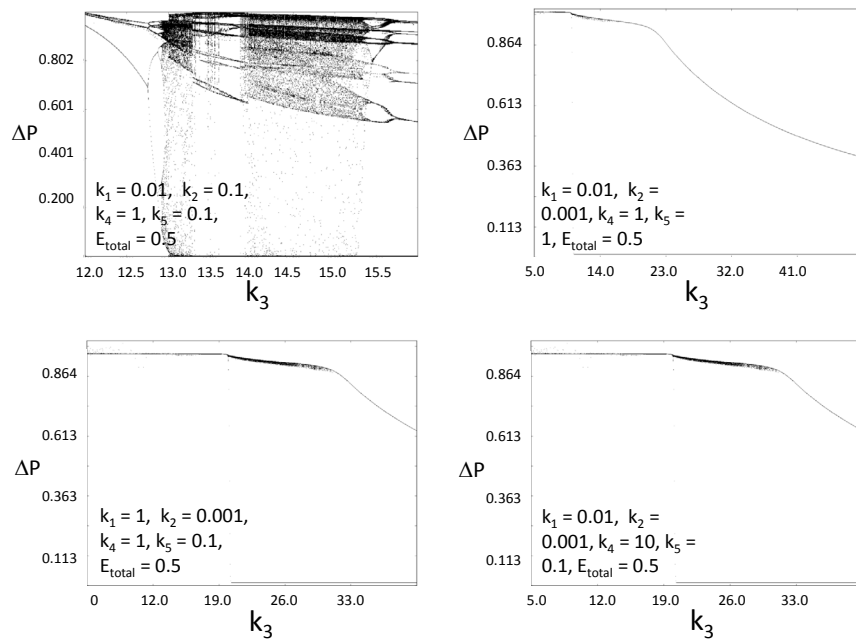 0.802
0.601
ΔP
0.401
0.200
k₁ = 0.01, k₂ = 0.1,
k₄ = 1, k₅ = 0.1,
E_total = 0.5
12.0 12.5 13.0 13.5 14.0 14.5 15.0 15.5
k₃
0.864
0.613
ΔP
0.363
0.113
k₁ = 0.01, k₂ =
0.001, k₄ = 1, k₅ =
1, E_total = 0.5
5.0 14.0 23.0 32.0 41.0
k₃
0.864
0.613
ΔP
0.363
0.113
k₁ = 1, k₂ = 0.001,
k₄ = 1, k₅ = 0.1,
E_total = 0.5
0 12.0 19.0 26.0 33.0
k₃
0.864
0.613
ΔP
0.363
0.113
k₁ = 0.01, k₂ =
0.001, k₄ = 10, k₅ =
0.1, E_total = 0.5
5.0 12.0 19.0 26.0 33.0
k₃